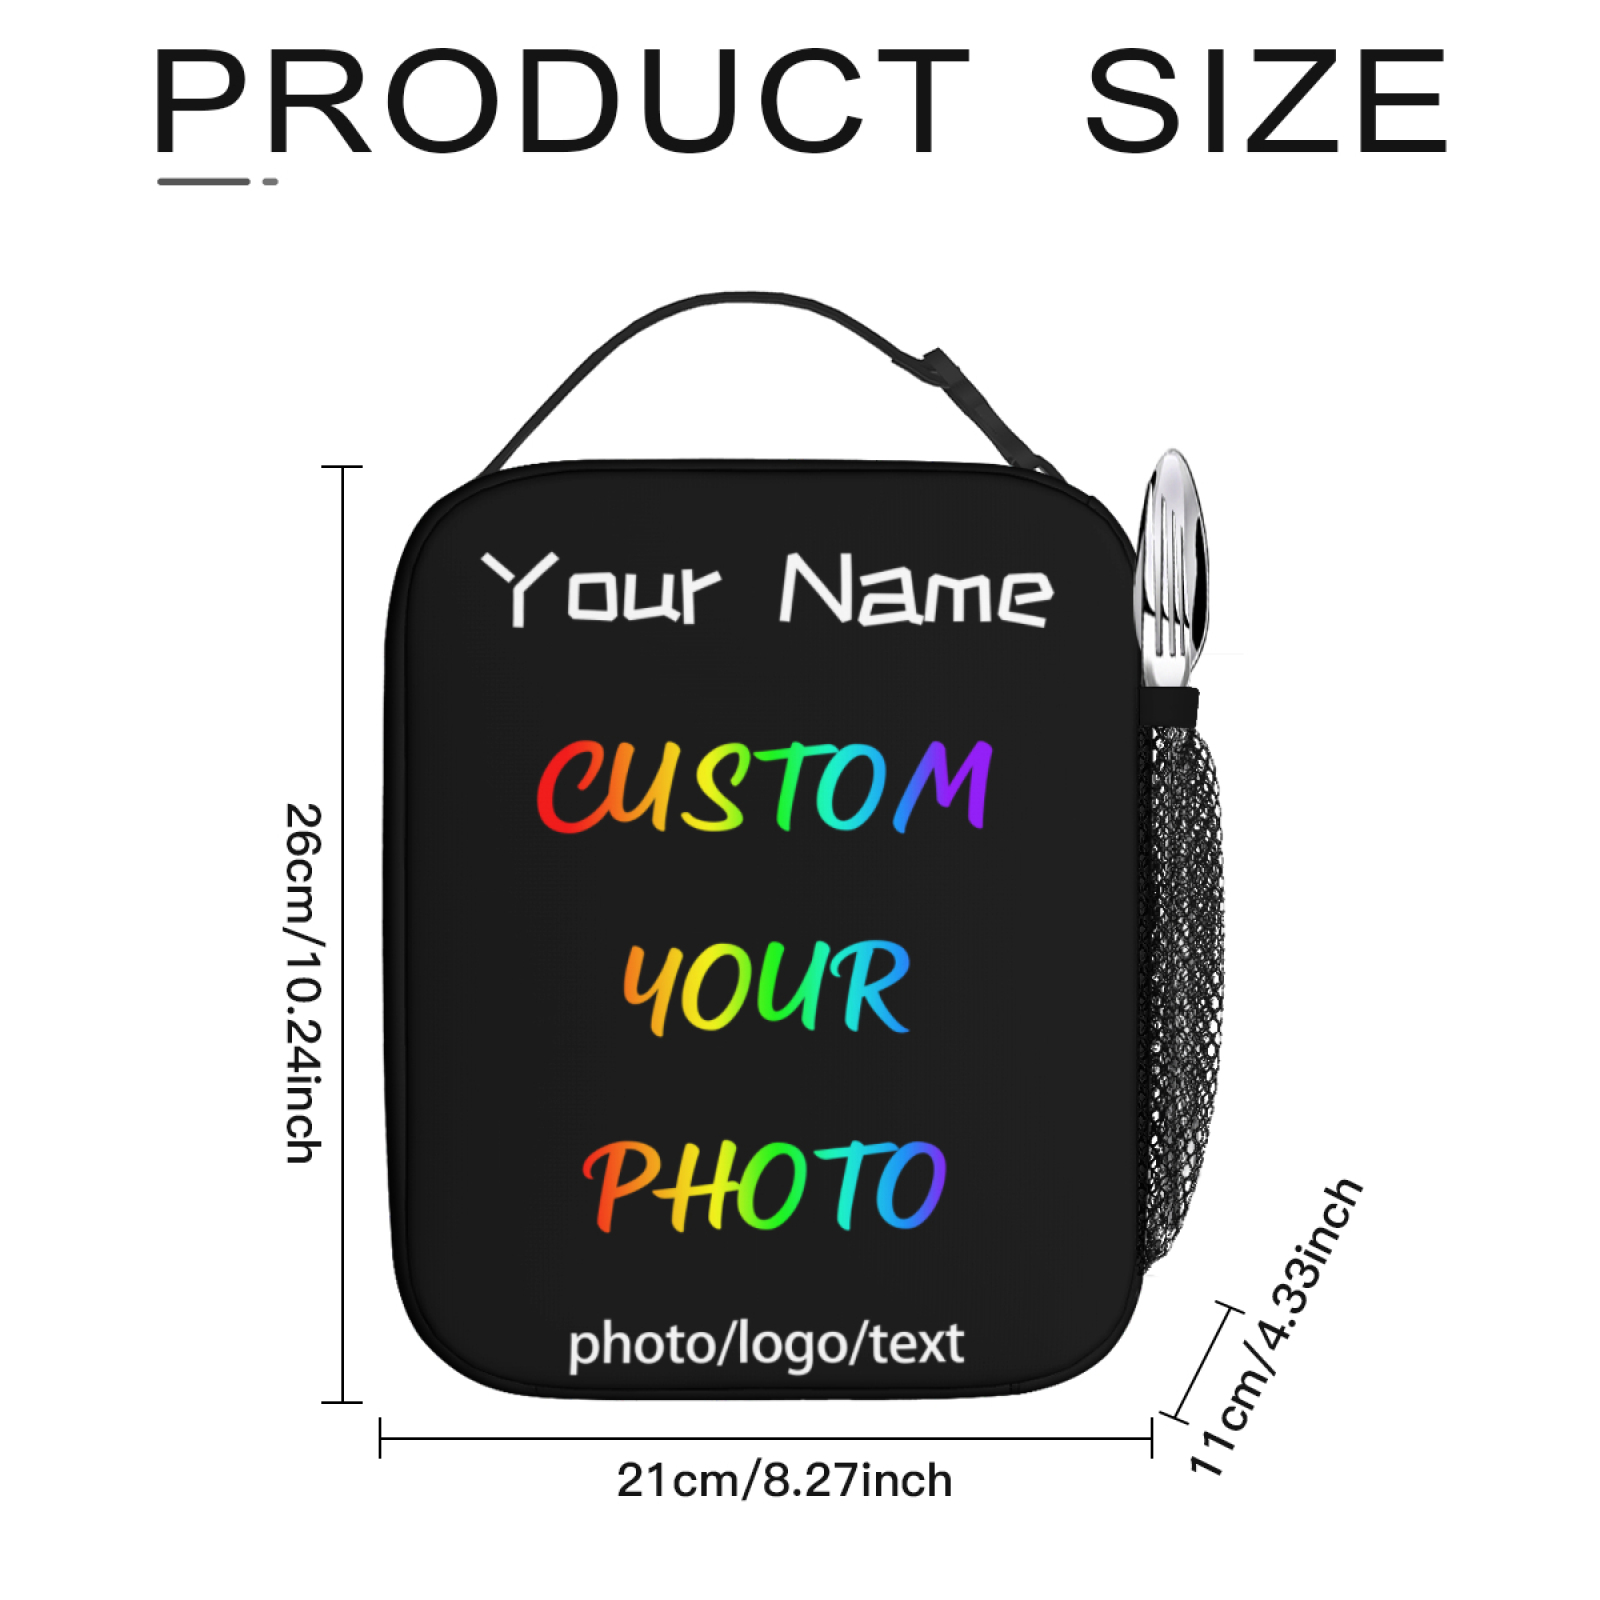 PRODUCT SIZE
Your Name
CUSTOM
YOUR
PHOTO
photo/logo/text
26cm/10.24inch
21cm/8.27inch
11cm/4.33inch